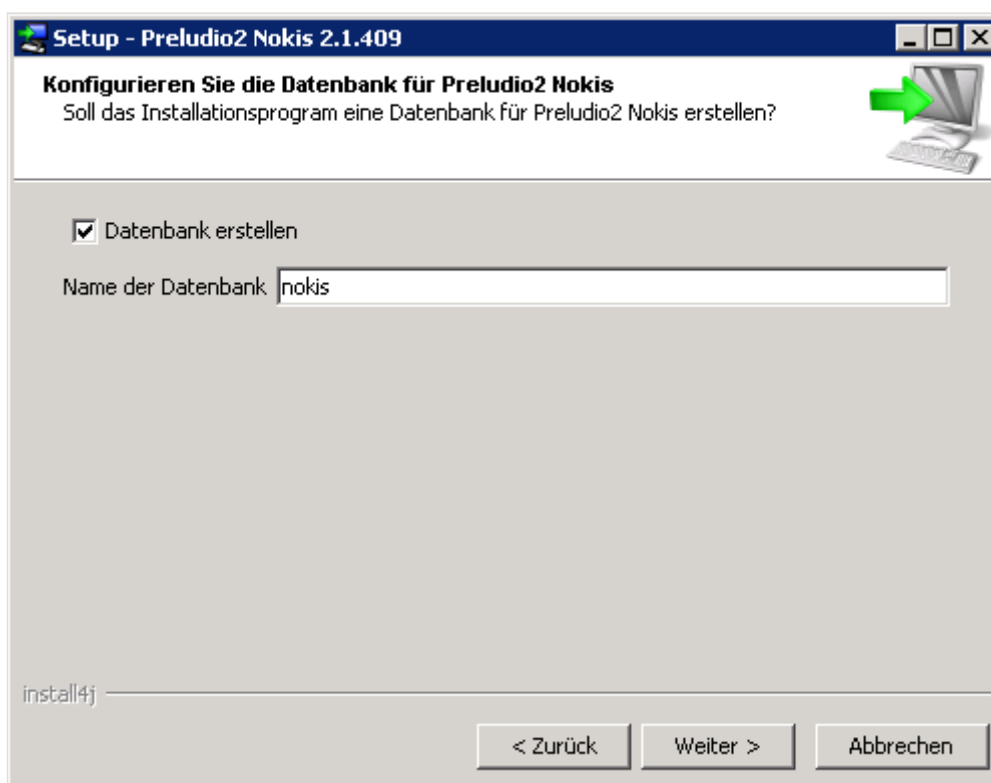 Setup - Preludio2 Nokis 2.1.409
Konfigurieren Sie die Datenbank für Preludio2 Nokis
Soll das Installationsprogram eine Datenbank für Preludio2 Nokis erstellen?
Datenbank erstellen
Name der Datenbank nokis
install4j
< Zurück Weiter > Abbrechen